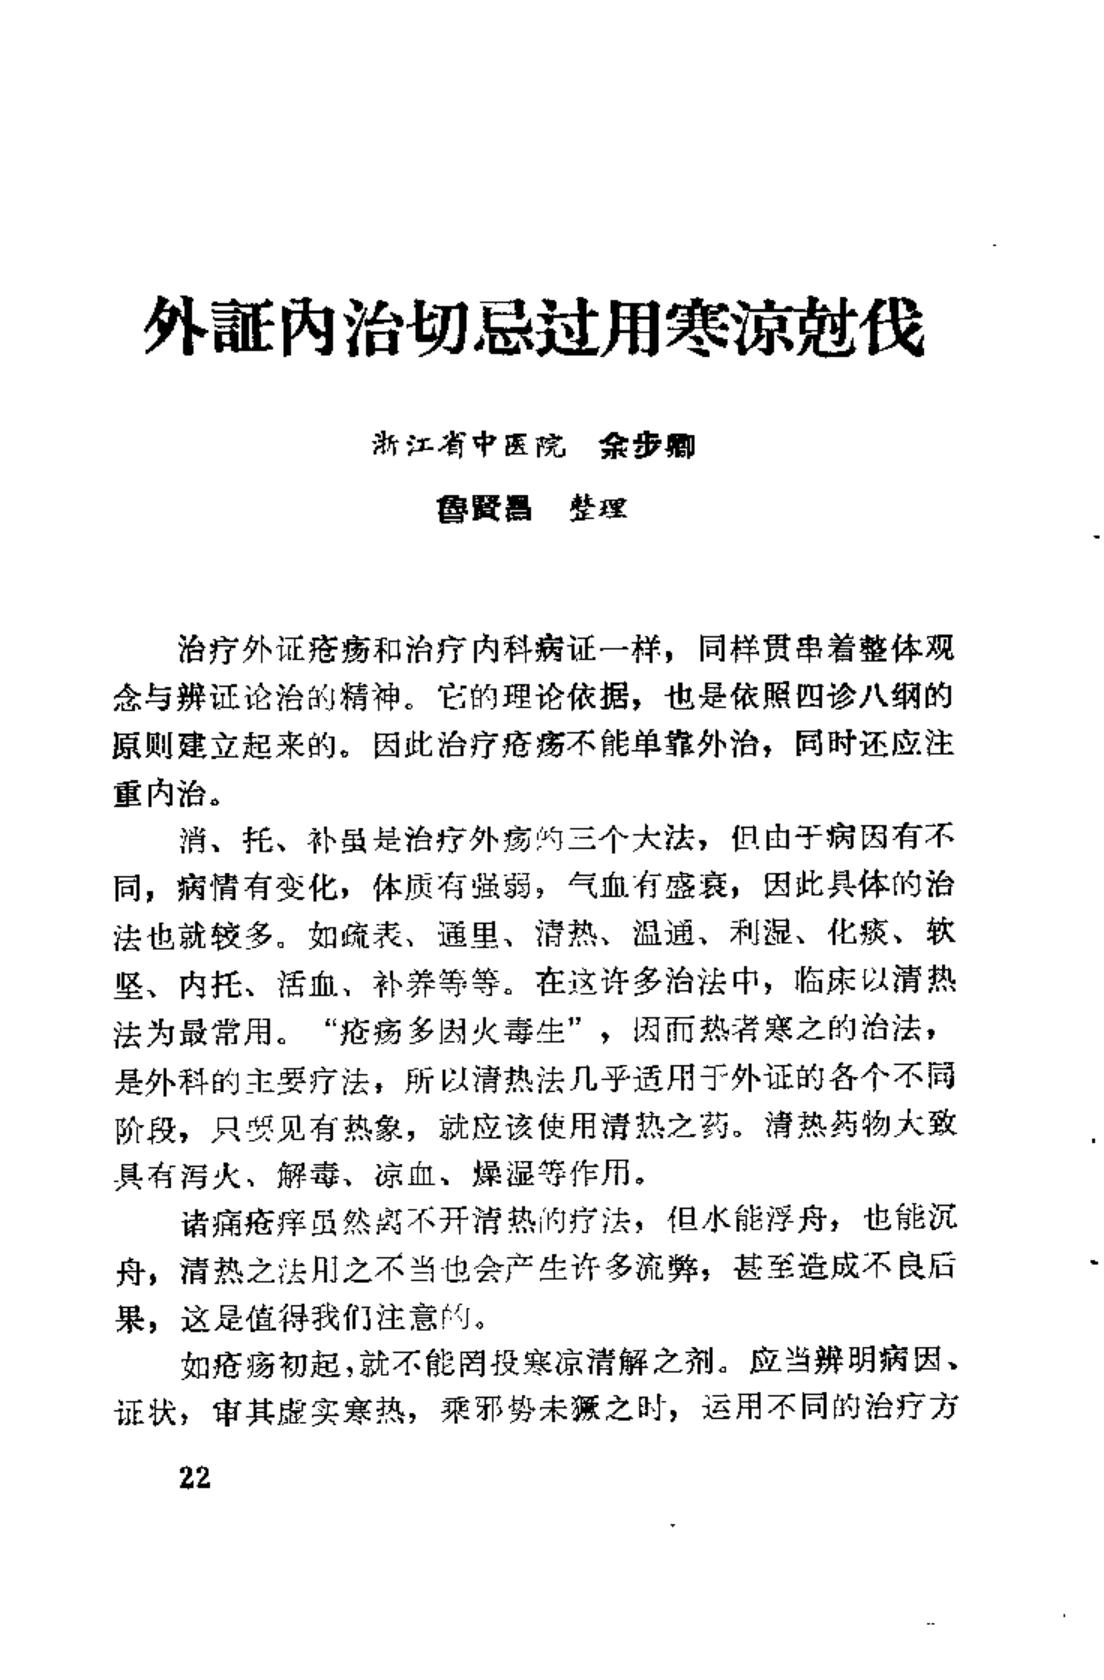 外証内治切忌过用寒凉尅伐
浙江省中医院 余步卿
魯賢昌 整理
治疗外证疮疡和治疗内科病证一样，同样贯串着整体观
念与辨证论治的精神。它的理论依据，也是依照四诊八纲的
原则建立起来的。因此治疗疮疡不能单靠外治，同时还应注
重内治。
消、托、补虽是治疗外疡的三个大法，但由于病因有不
同，病情有变化，体质有强弱，气血有盛衰，因此具体的治
法也就较多。如疏表、通里、清热、温通、利湿、化痰、软
坚、内托、活血、补养等等。在这许多治法中，临床以清热
法为最常用。“疮疡多因火毒生”，因而热者寒之的治法，
是外科的主要疗法，所以清热法几乎适用于外证的各个不同
阶段，只要见有热象，就应该使用清热之药。清热药物大致
具有泻火、解毒、凉血、燥湿等作用。
诸痛疮痒虽然离不开清热的疗法，但水能浮舟，也能沉
舟，清热之法用之不当也会产生许多流弊，甚至造成不良后
果，这是值得我们注意的。
如疮疡初起，就不能罔投寒凉清解之剂。应当辨明病因、
证状，审其虚实寒热，乘邪势未獗之时，运用不同的治疗方
22